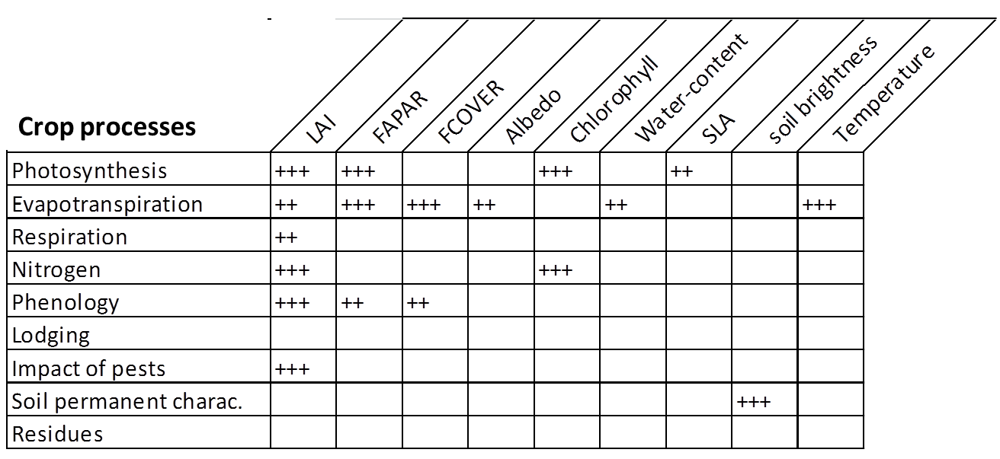 Crop processes LAI FAPAR FCOVER Albedo Chlorophyll Water-content SLA soil brightness Temperature
Photosynthesis +++ +++ +++ ++
Evapotranspiration ++ +++ +++ ++ ++ +++
Respiration ++
Nitrogen +++ +++
Phenology +++ ++ ++
Lodging
Impact of pests +++
Soil permanent charac. +++
Residues